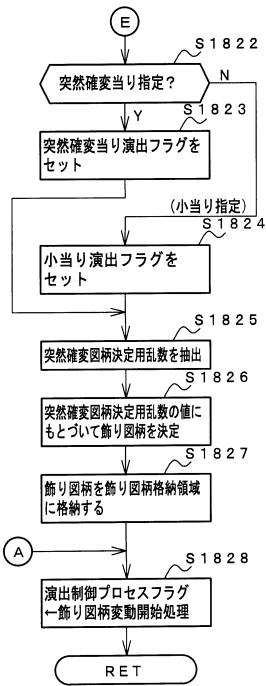 E
S1822
突然確変当り指定?
N
Y
S1823
突然確変当り演出フラグを
セット
(小当り指定)
S1824
小当り演出フラグを
セット
S1825
突然確変図柄決定用乱数を抽出
S1826
突然確変図柄決定用乱数の値に
もとづいて飾り図柄を決定
S1827
飾り図柄を飾り図柄格納領域
に格納する
A
S1828
演出制御プロセスフラグ
←飾り図柄変動開始処理
RET